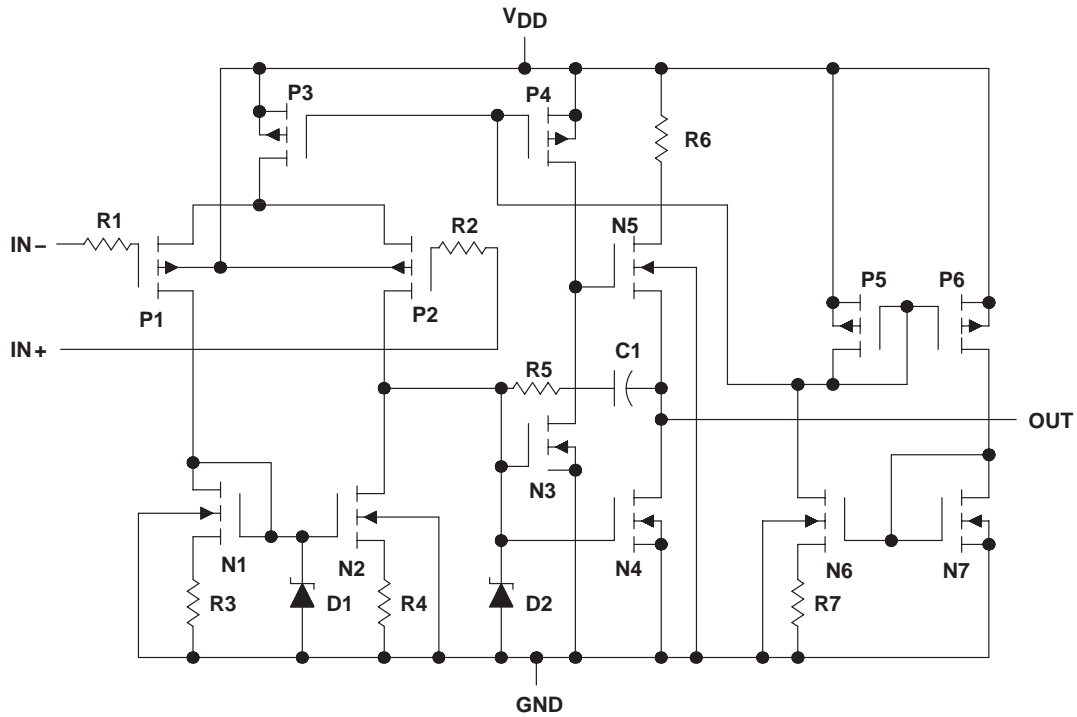 VDD
P3
P4
R6
R1
R2
N5
IN−
P5
P6
P1
P2
IN+
R5
C1
OUT
N3
N1
N2
N4
N6
N7
R3
D1
R4
D2
R7
GND